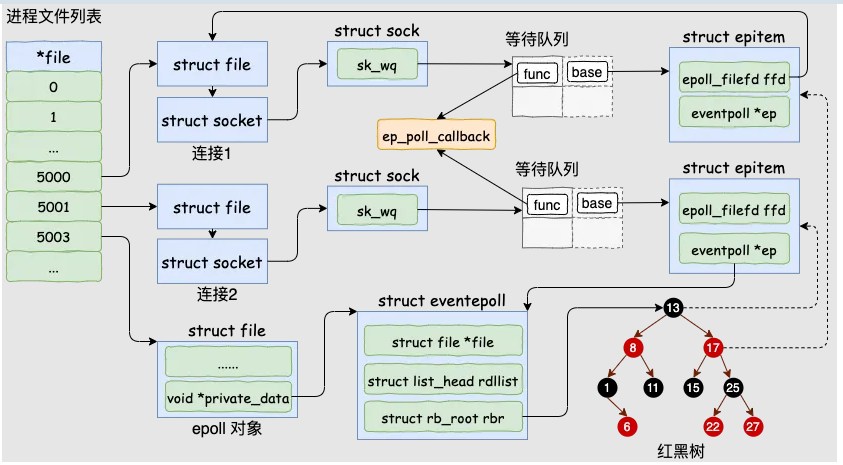 进程文件列表
*file
0
1
...
5000
5001
5003
...
struct file
struct socket
连接1
struct sock
sk_wq
等待队列
func
base
struct epitem
epoll_filefd ffd
eventpoll *ep
ep_poll_callback
struct file
struct socket
连接2
struct sock
sk_wq
等待队列
func
base
struct epitem
epoll_filefd ffd
eventpoll *ep
struct file
......
void *private_data
epoll 对象
struct eventepoll
struct file *file
struct list_head rdllist
struct rb_root rbr
13
8
17
1
11
15
25
6
22
27
红黑树